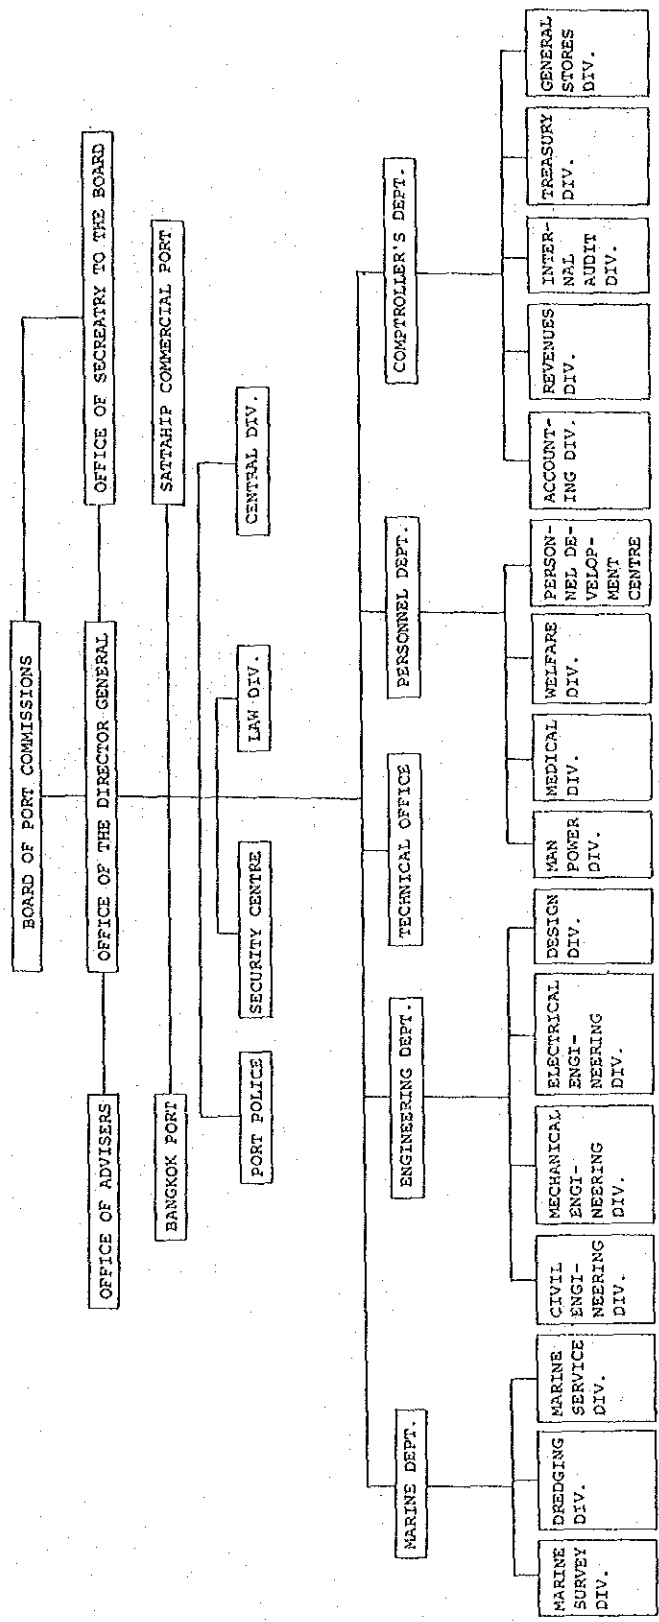 BOARD OF PORT COMMISSIONS
OFFICE OF ADVISERS
OFFICE OF THE DIRECTOR GENERAL
OFFICE OF SECREATRY TO THE BOARD
BANGKOK PORT
SATTAHIP COMMERCIAL PORT
PORT POLICE
SECURITY CENTRE
LAW DIV.
CENTRAL DIV.
MARINE DEPT.
ENGINEERING DEPT.
TECHNICAL OFFICE
PERSONNEL DEPT.
COMPTROLLER'S DEPT.
MARINE
SURVEY
DIV.
DREDGING
DIV.
MARINE
SERVICE
DIV.
CIVIL
ENGI-
NEERING
DIV.
MECHANICAL
ENGI-
NEERING
DIV.
ELECTRICAL
ENGI-
NEERING
DIV.
DESIGN
DIV.
MAN
POWER
DIV.
MEDICAL
DIV.
WELFARE
DIV.
PERSON-
NEL DE-
VELOP-
MENT
CENTRE
ACCOUNT-
ING DIV.
REVENUES
DIV.
INTER-
NAL
AUDIT
DIV.
TREASURY
DIV.
GENERAL
STORES
DIV.